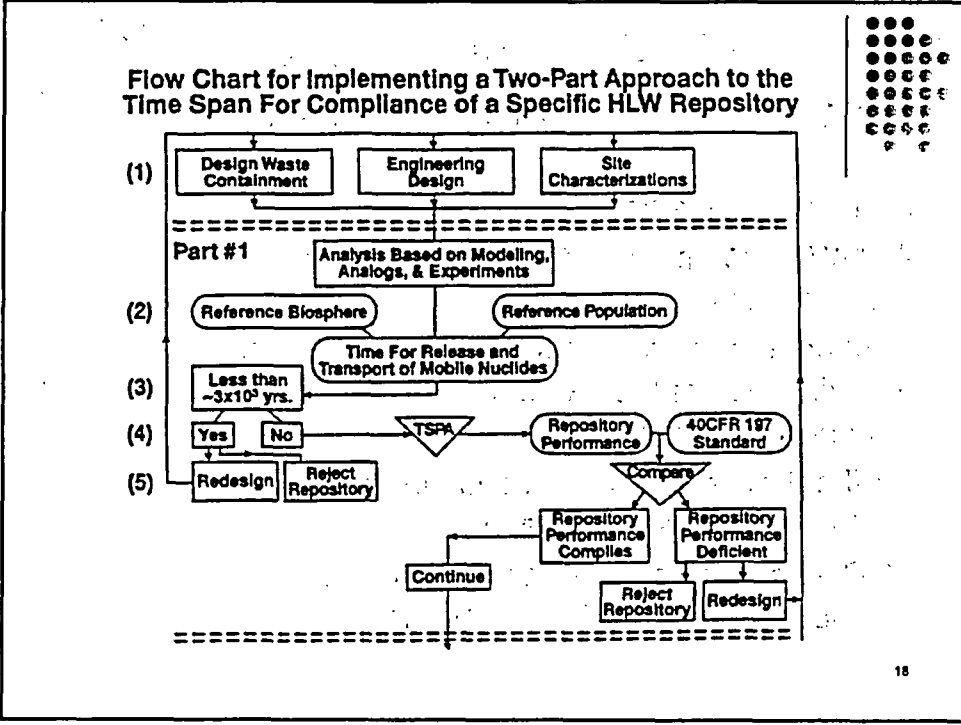 Flow Chart for Implementing a Two-Part Approach to the
Time Span For Compliance of a Specific HLW Repository
(1)
Design Waste
Containment
Engineering
Design
Site
Characterizations
Part #1
Analysis Based on Modeling,
Analogs, & Experiments
(2)
Reference Biosphere
Reference Population
Time For Release and
Transport of Mobile Nuclides
(3)
Less than
~3x10³ yrs.
(4)
Yes
No
TSPA
Repository
Performance
40CFR 197
Standard
(5)
Redesign
Reject
Repository
Compare
Repository
Performance
Complies
Repository
Performance
Deficient
Continue
Reject
Repository
Redesign
18